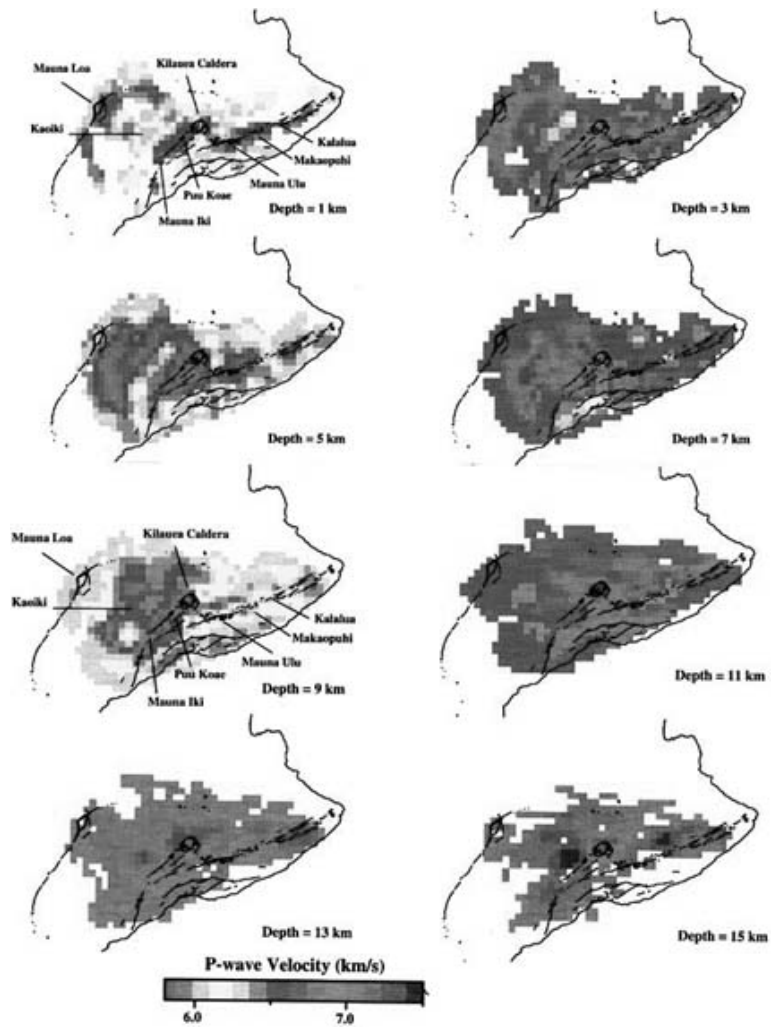 Mauna Loa
Kilauea Caldera
Kaoiki
Kalalua
Makaopuhi
Mauna Ulu
Puu Koae
Mauna Iki
Depth = 1 km
Depth = 3 km
Depth = 5 km
Depth = 7 km
Mauna Loa
Kilauea Caldera
Kaoiki
Kalalua
Makaopuhi
Mauna Ulu
Puu Koae
Mauna Iki
Depth = 9 km
Depth = 11 km
Depth = 13 km
Depth = 15 km
P-wave Velocity (km/s)
6.0 7.0